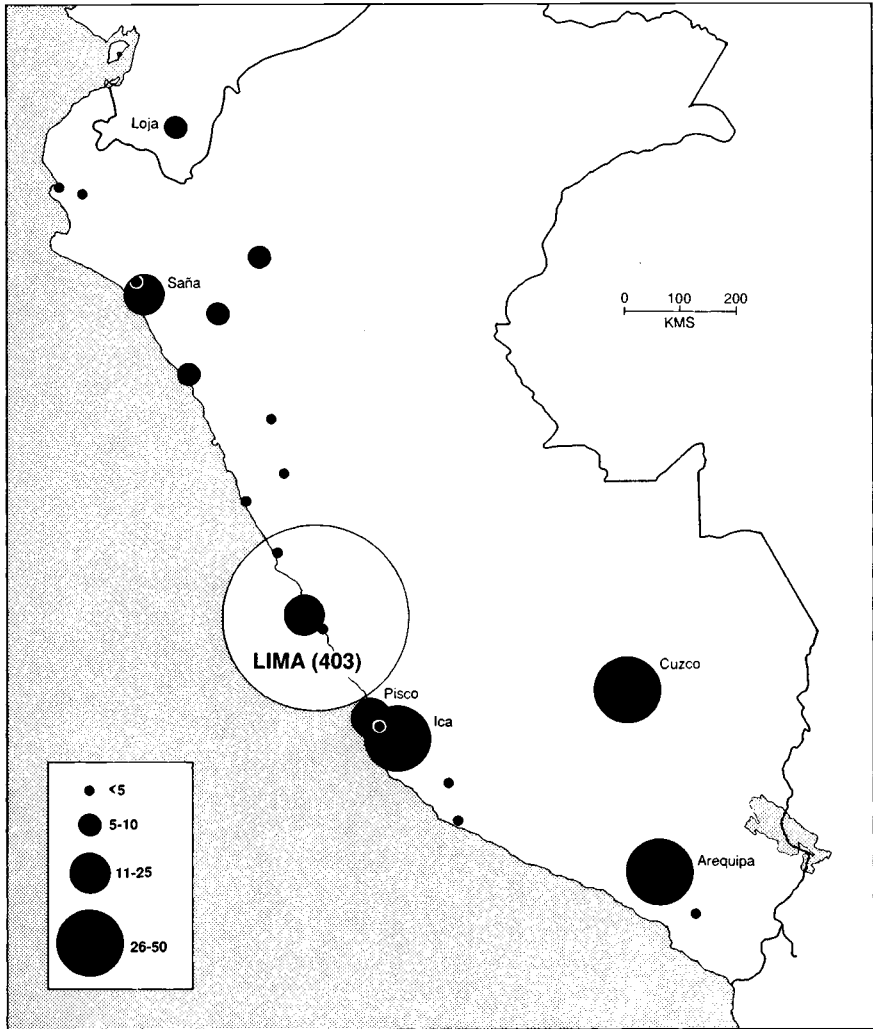 Loja
Saña
0 100 200
KMS
LIMA (403)
Pisco
Ica
Cuzco
Arequipa
<5
5-10
11-25
26-50